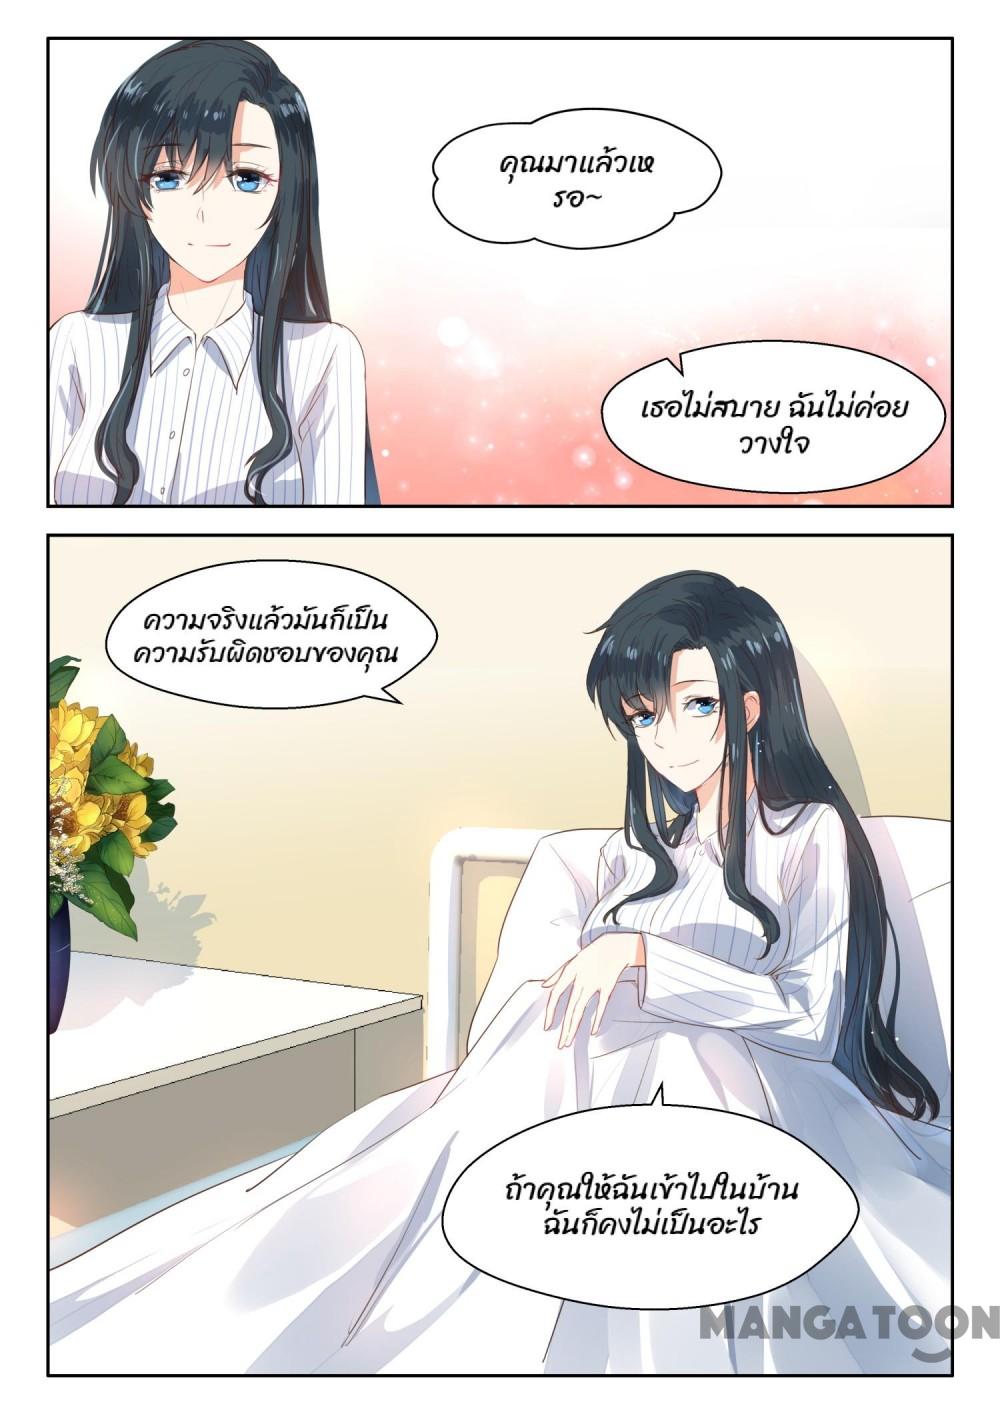 คุณมาแล้วเห
รอ~
เธอไม่สบาย ฉันไม่ค่อย
วางใจ
ความจริงแล้วมันก็เป็น
ความรับผิดชอบของคุณ
ถ้าคุณให้ฉันเข้าไปในบ้าน
ฉันก็คงไม่เป็นอะไร
MANGATOON